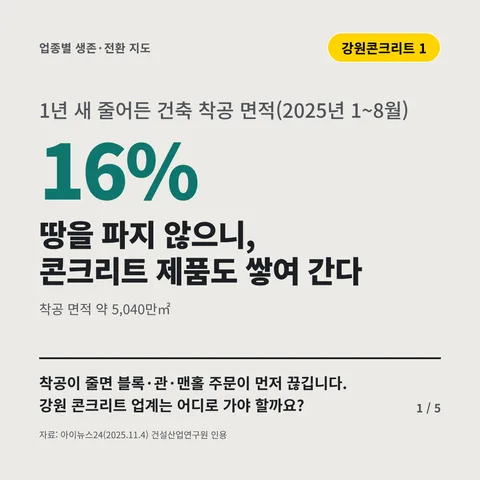 업종별 생존·전환 지도
강원콘크리트 1
1년 새 줄어든 건축 착공 면적(2025년 1~8월)
16%
땅을 파지 않으니,
콘크리트 제품도 쌓여 간다
착공 면적 약 5,040만㎡
착공이 줄면 블록·관·맨홀 주문이 먼저 끊깁니다.
강원 콘크리트 업계는 어디로 가야 할까요?
1 / 5
자료: 아이뉴스24(2025.11.4) 건설산업연구원 인용